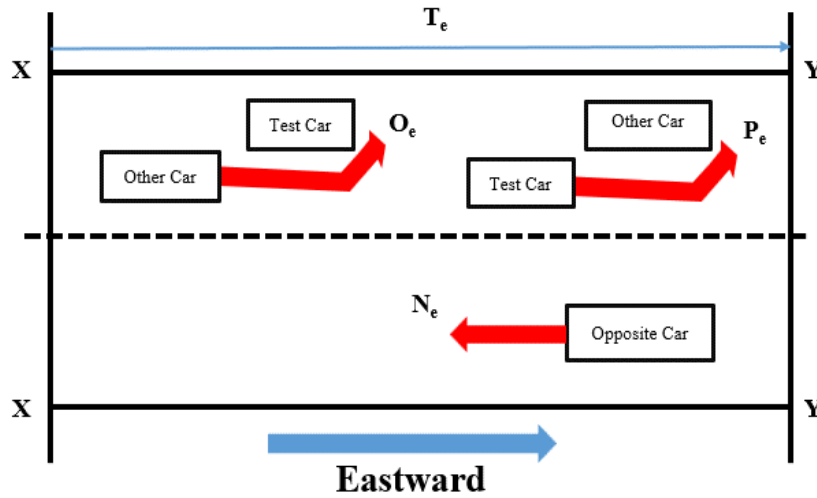 Tₑ
X
Y
Test Car
Oₑ
Other Car
Other Car
Pₑ
Test Car
Nₑ
Opposite Car
X
Y
Eastward